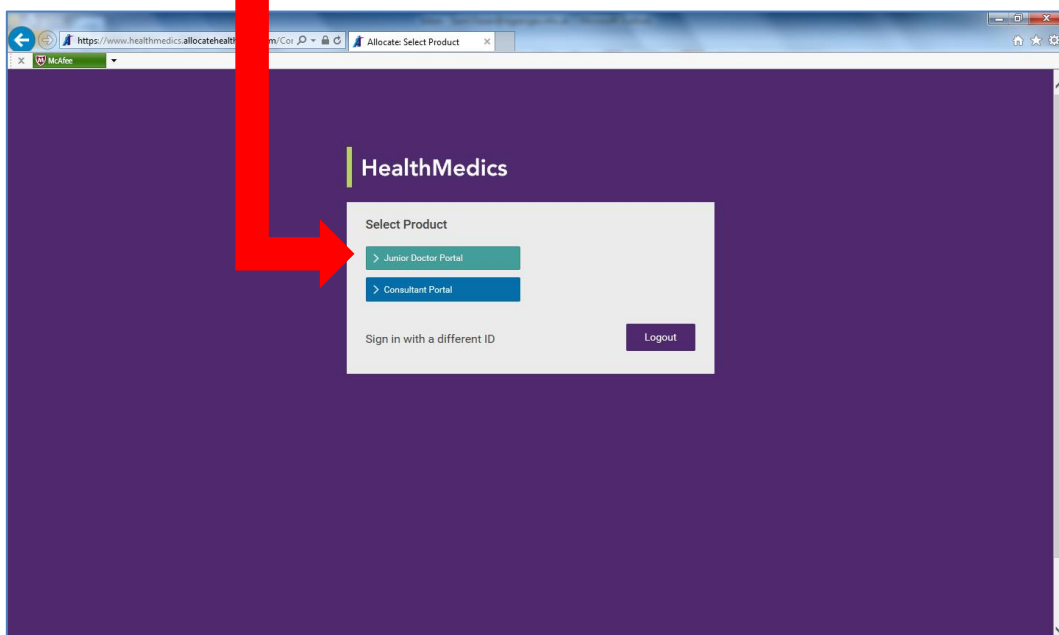 https://www.healthmedics.allocatehealth m/Cor
Allocate: Select Product
McAfee
HealthMedics
Select Product
Junior Doctor Portal
Consultant Portal
Sign in with a different ID
Logout